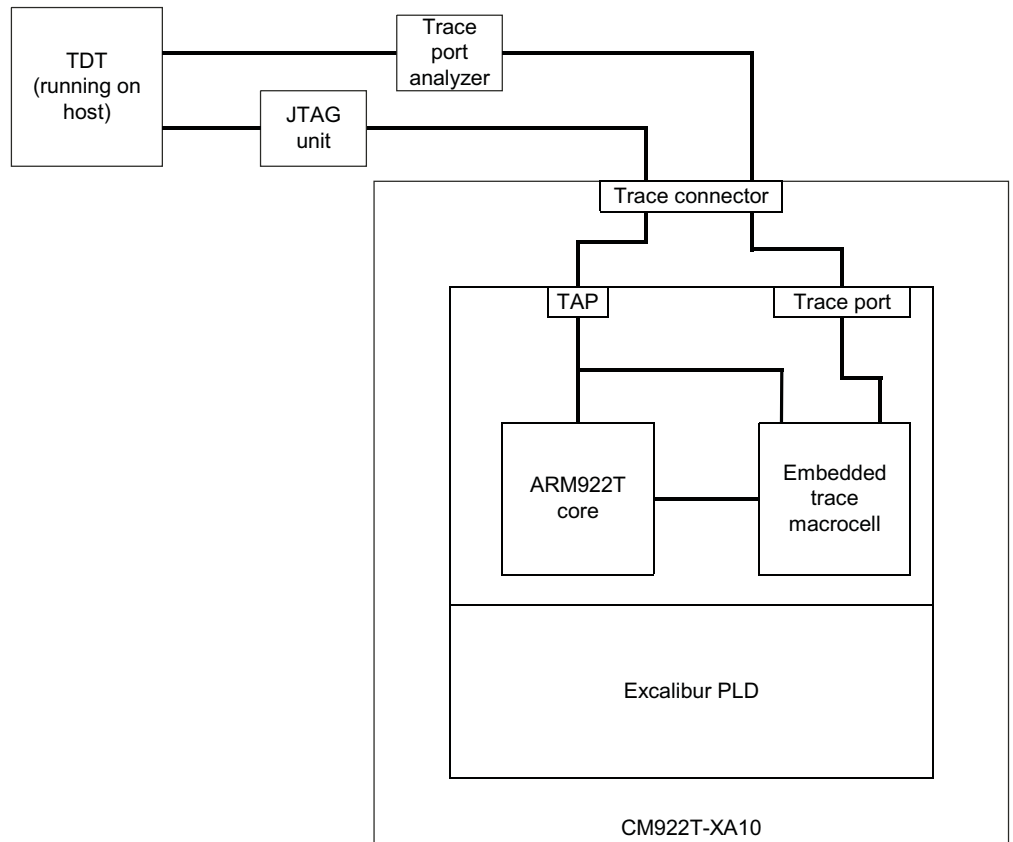 TDT
(running on
host)
Trace
port
analyzer
JTAG
unit
Trace connector
TAP
Trace port
ARM922T
core
Embedded
trace
macrocell
Excalibur PLD
CM922T-XA10